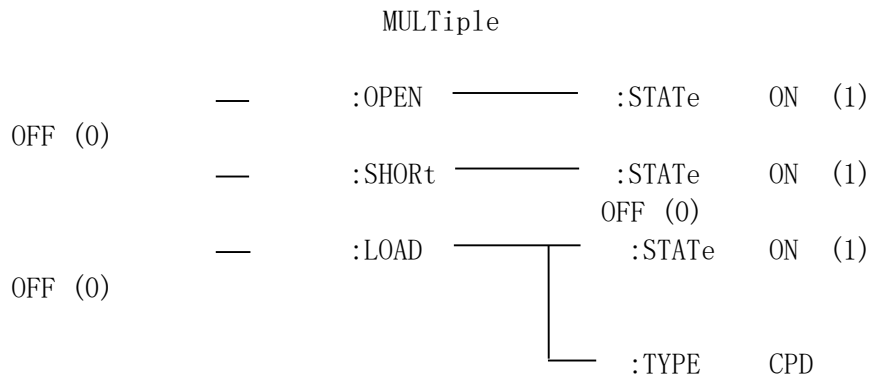 MULTiple
:OPEN :STATe ON (1)
OFF (0)
:SHORt :STATe ON (1)
OFF (0)
:LOAD :STATe ON (1)
OFF (0)
:TYPE CPD